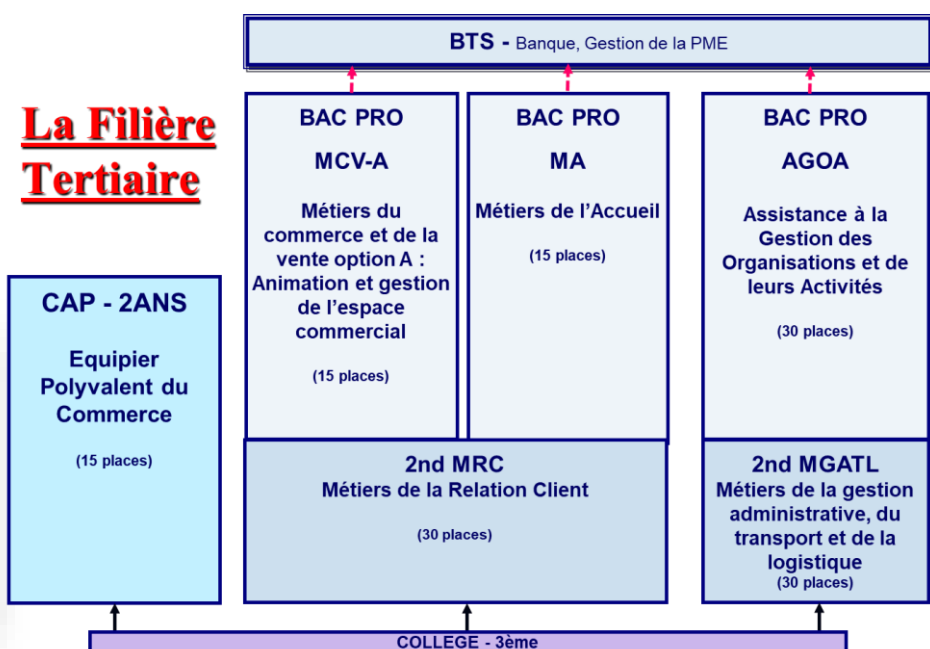 BTS - Banque, Gestion de la PME
La Filière
Tertiaire
BAC PRO
MCV-A
Métiers du
commerce et de la
vente option A :
Animation et gestion
de l'espace
commercial
(15 places)
BAC PRO
MA
Métiers de l'Accueil
(15 places)
BAC PRO
AGOA
Assistance à la
Gestion des
Organisations et de
leurs Activités
(30 places)
CAP - 2ANS
Equipier
Polyvalent du
Commerce
(15 places)
2nd MRC
Métiers de la Relation Client
(30 places)
2nd MGATL
Métiers de la gestion
administrative, du
transport et de la
logistique
(30 places)
COLLEGE - 3ème